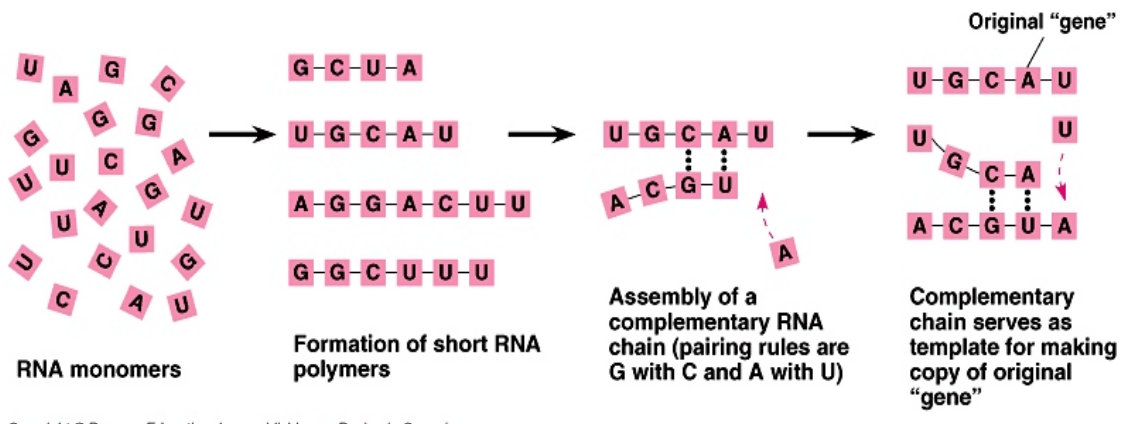 Original "gene"
U A G C
G G G
U U C A
U A G U
U C U G
C A U
G-C-U-A
U-G-C-A-U
A-G-G-A-C-U-U
G-G-C-U-U-U
U-G-C-A-U
A-C-G-U
A
U-G-C-A-U
U
U-G-C-A
A-C-G-U-A
RNA monomers
Formation of short RNA
polymers
Assembly of a
complementary RNA
chain (pairing rules are
G with C and A with U)
Complementary
chain serves as
template for making
copy of original
"gene"